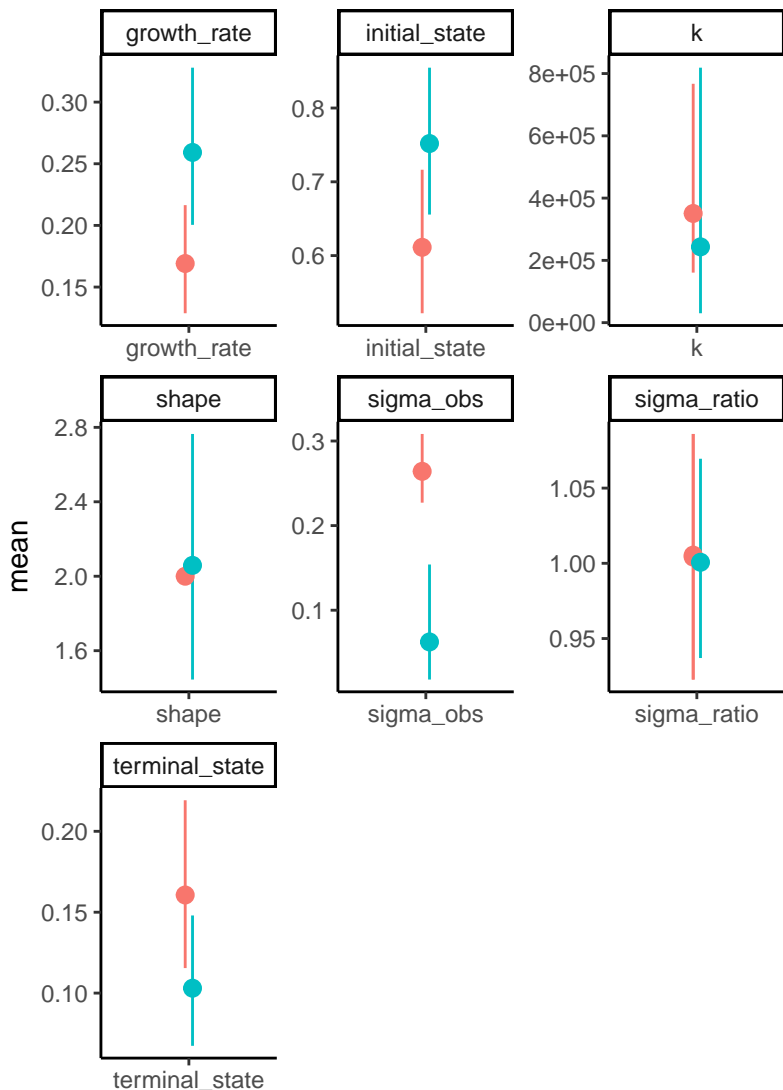 growth_rate initial_state k
0.30
0.25
0.20
0.15
0.8
0.7
0.6
8e+05
6e+05
4e+05
2e+05
0e+00
growth_rate initial_state k
shape sigma_obs sigma_ratio
2.8
2.4
2.0
1.6
0.3
0.2
0.1
1.05
1.00
0.95
shape sigma_obs sigma_ratio
mean
terminal_state
0.20
0.15
0.10
terminal_state